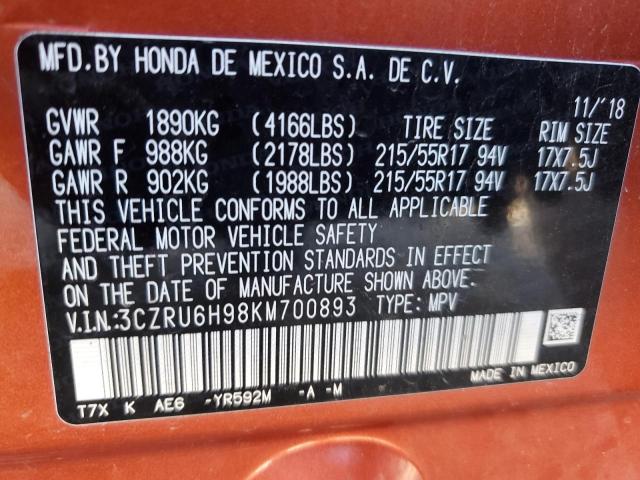 MFD. BY HONDA DE MEXICO S.A. DE C.V.
11/'18
GVWR 1890KG (4166LBS) TIRE SIZE RIM SIZE
GAWR F 988KG (2178LBS) 215/55R17 94V 17X7.5J
GAWR R 902KG (1988LBS) 215/55R17 94V 17X7.5J
THIS VEHICLE CONFORMS TO ALL APPLICABLE
FEDERAL MOTOR VEHICLE SAFETY
AND THEFT PREVENTION STANDARDS IN EFFECT
ON THE DATE OF MANUFACTURE SHOWN ABOVE.
V.I.N.:3CZRU6H98KM700893 TYPE: MPV
MADE IN MEXICO
T7X K AE6 -YR592M -A -M